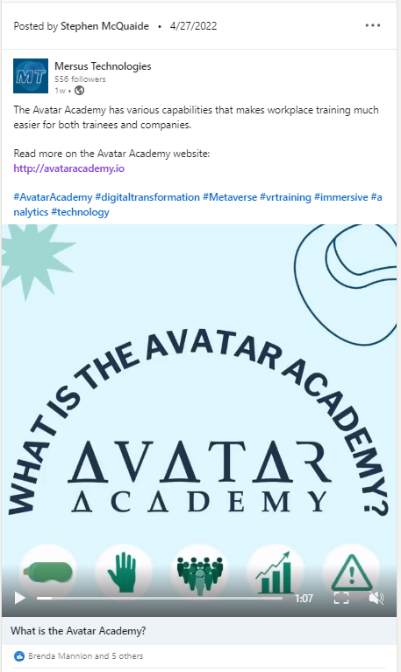 Posted by Stephen McQuaide • 4/27/2022
MT
Mersus Technologies
556 followers
1w •
The Avatar Academy has various capabilities that makes workplace training much
easier for both trainees and companies.
Read more on the Avatar Academy website:
http://avataracademy.io
#AvatarAcademy #digitaltransformation #Metaverse #vrtraining #immersive #a
nalytics #technology
WHAT IS THE AVATAR ACADEMY?
AVATAR
ACADEMY
1:07
What is the Avatar Academy?
Brenda Mannion and 5 others